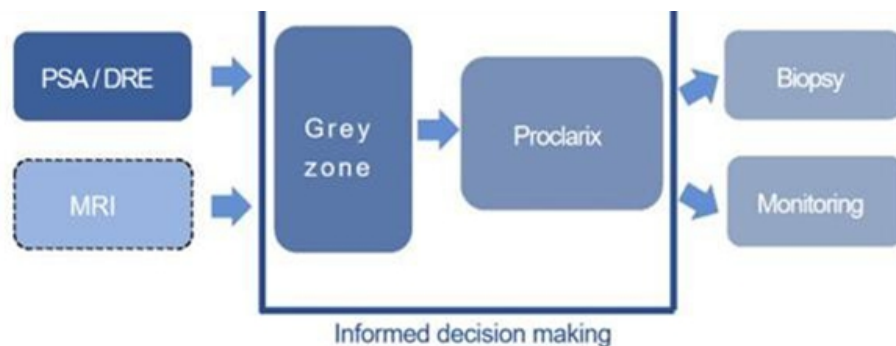 PSA / DRE
MRI
Grey
zone
Proclarix
Biopsy
Monitoring
Informed decision making